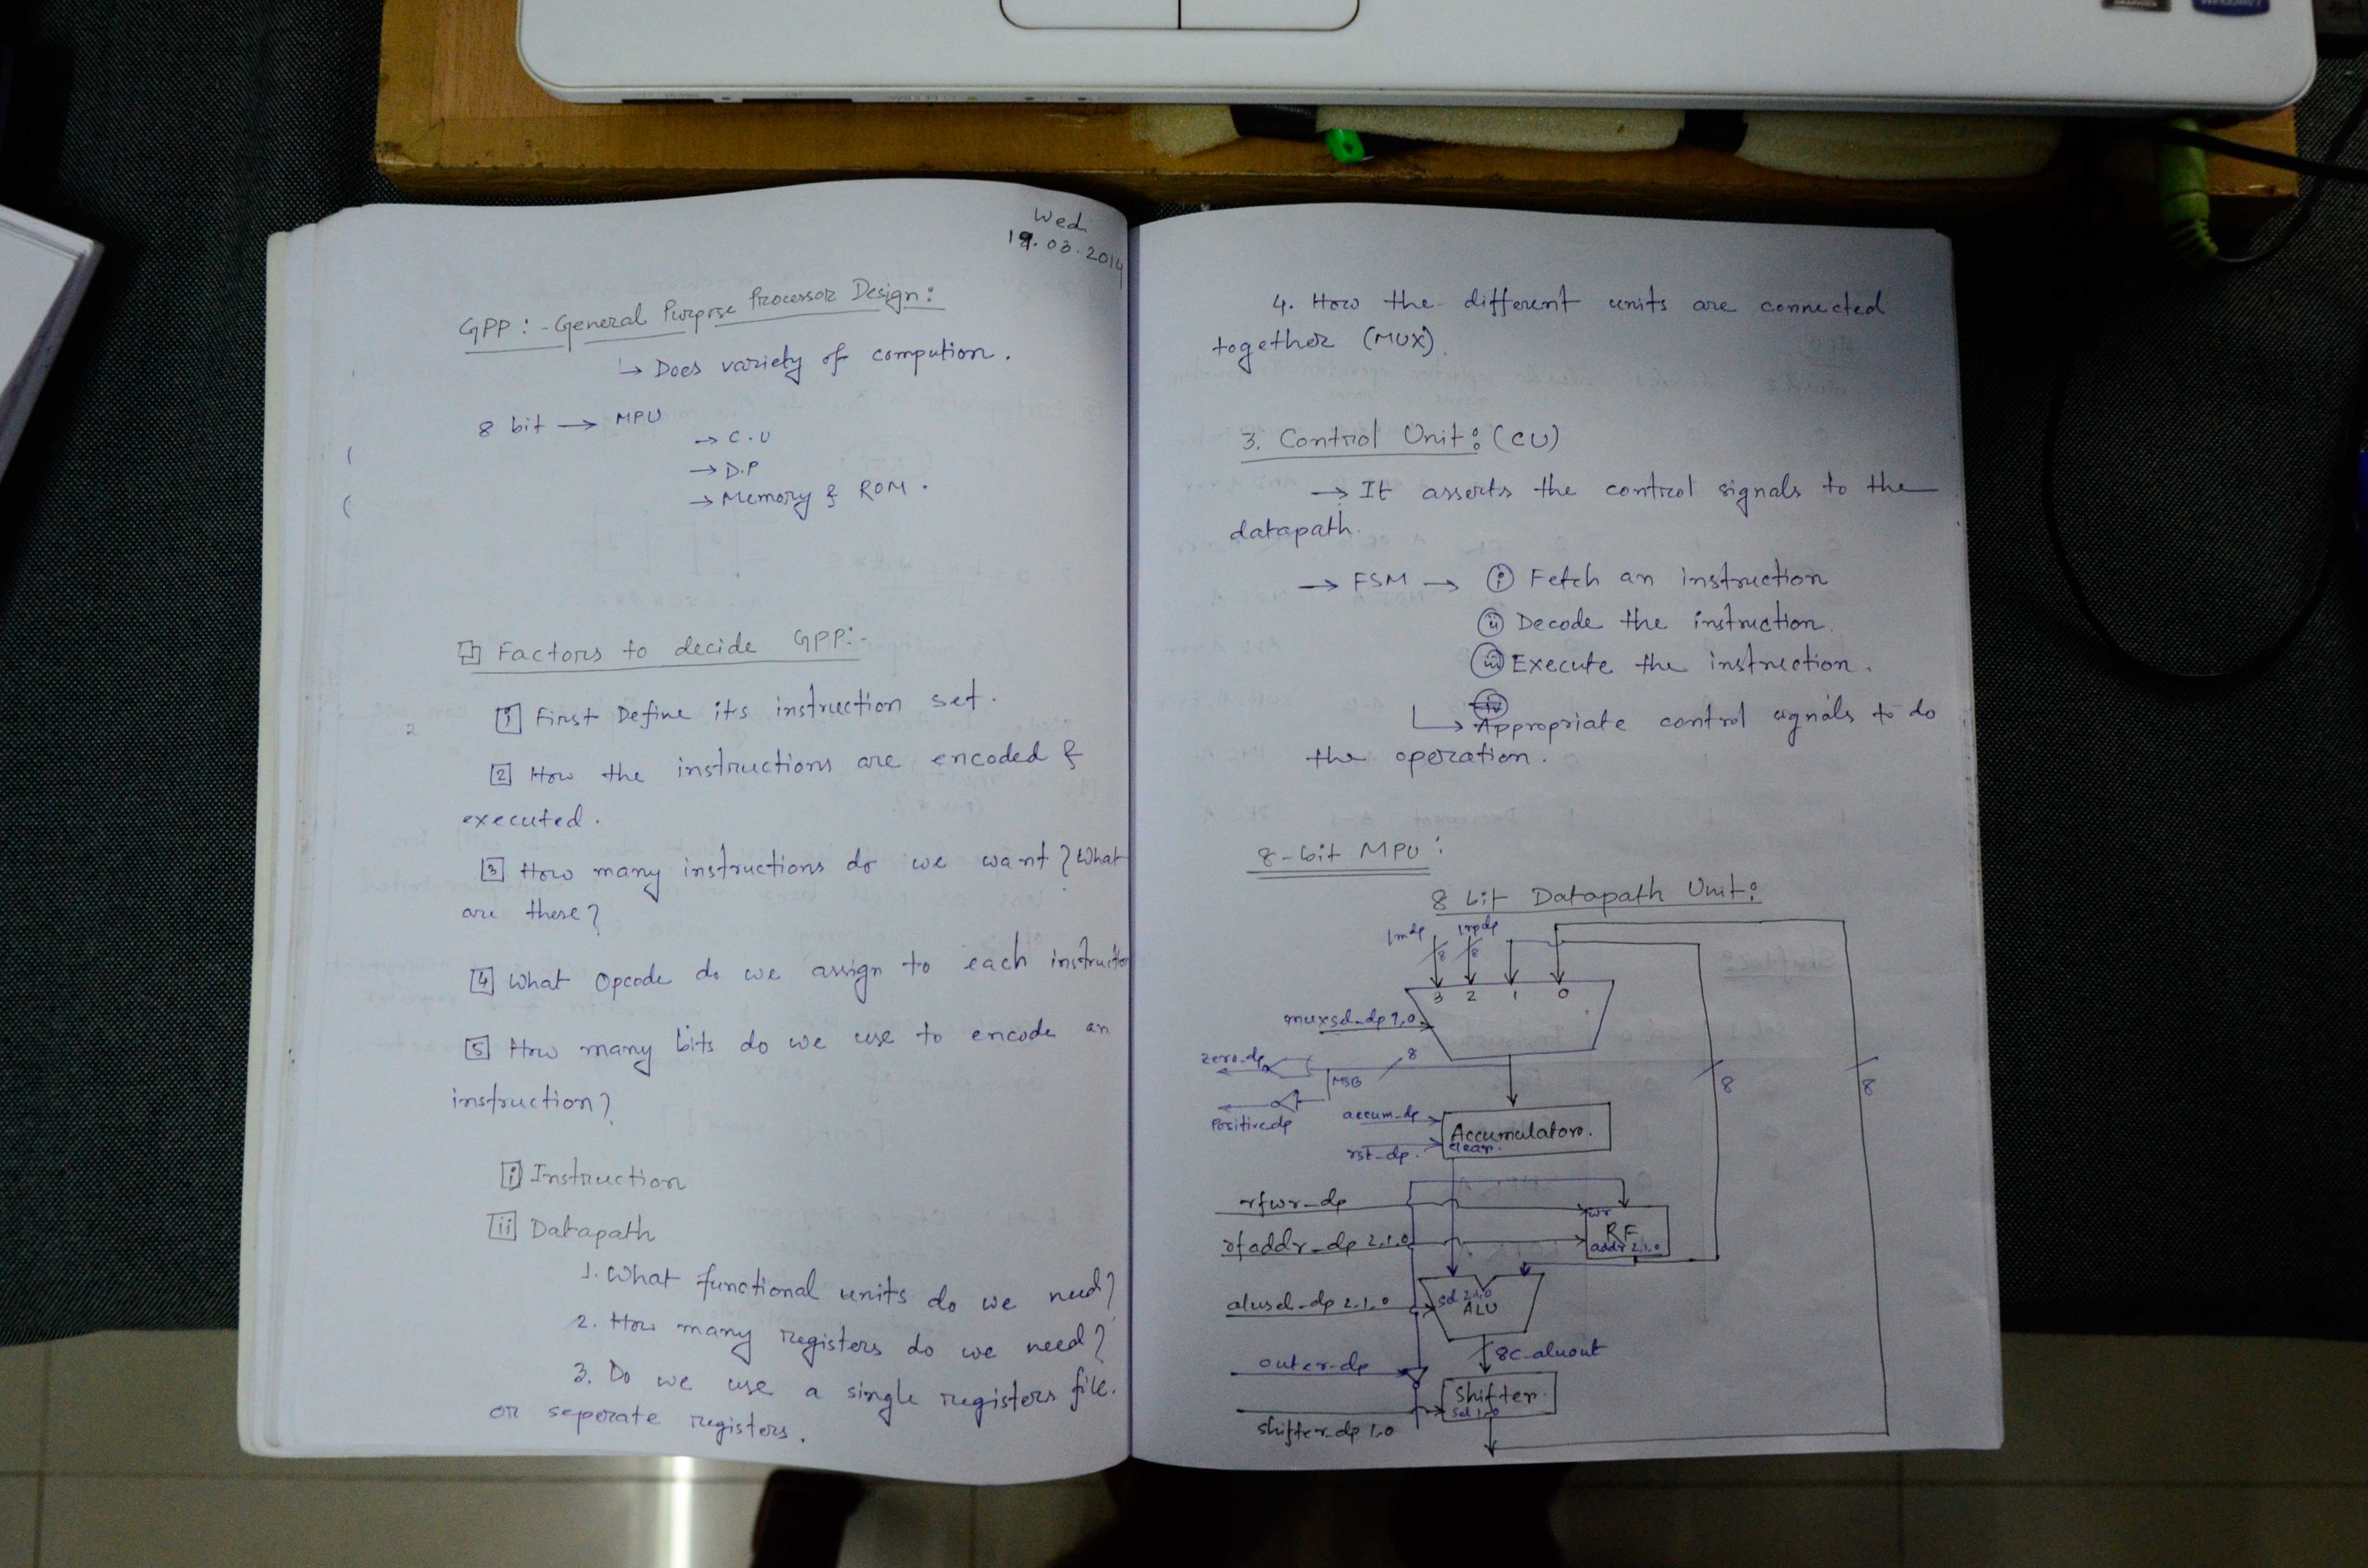 Wed.
19.03.2014
GPP :- General Purpose Processor Design :
↳ Does variety of compution.
8 bit → MPU
→ C.U
→ D.P
→ Memory & ROM.
Factors to decide GPP:-
1 First Define its instruction set.
2 How the instructions are encoded &
executed.
3 How many instructions do we want? What
are these?
4 What Opcode do we assign to each instruction
5 How many bits do we use to encode an
instruction?
i Instruction
ii Datapath
1. What functional units do we need?
2. How many registers do we need?
3. Do we use a single registers file.
or seperate registers.
4. How the different units are connected
together (MUX).
3. Control Unit: (CU)
→ It asserts the control signals to the
datapath.
→ FSM → i Fetch an instruction
ii Decode the instruction.
iii Execute the instruction.
iv
↳ Appropriate control signals to do
the operation.
8-bit MPU :
8 bit Datapath Unit:
8 8
3 2 1 0
muxsel_dp 1,0
zero_dp
8
MSB
8
8
Positive_dp
accum_dp
Accumulator.
clear.
rst_dp.
rfwr_dp
wr
RF
rfaddr_dp 2,1,0
addr 2,1,0
alusel_dp 2,1,0
sel 2,1,0
ALU
8 C_aluout
outer_dp
Shifter.
sel 1,0
shifter_dp 1,0